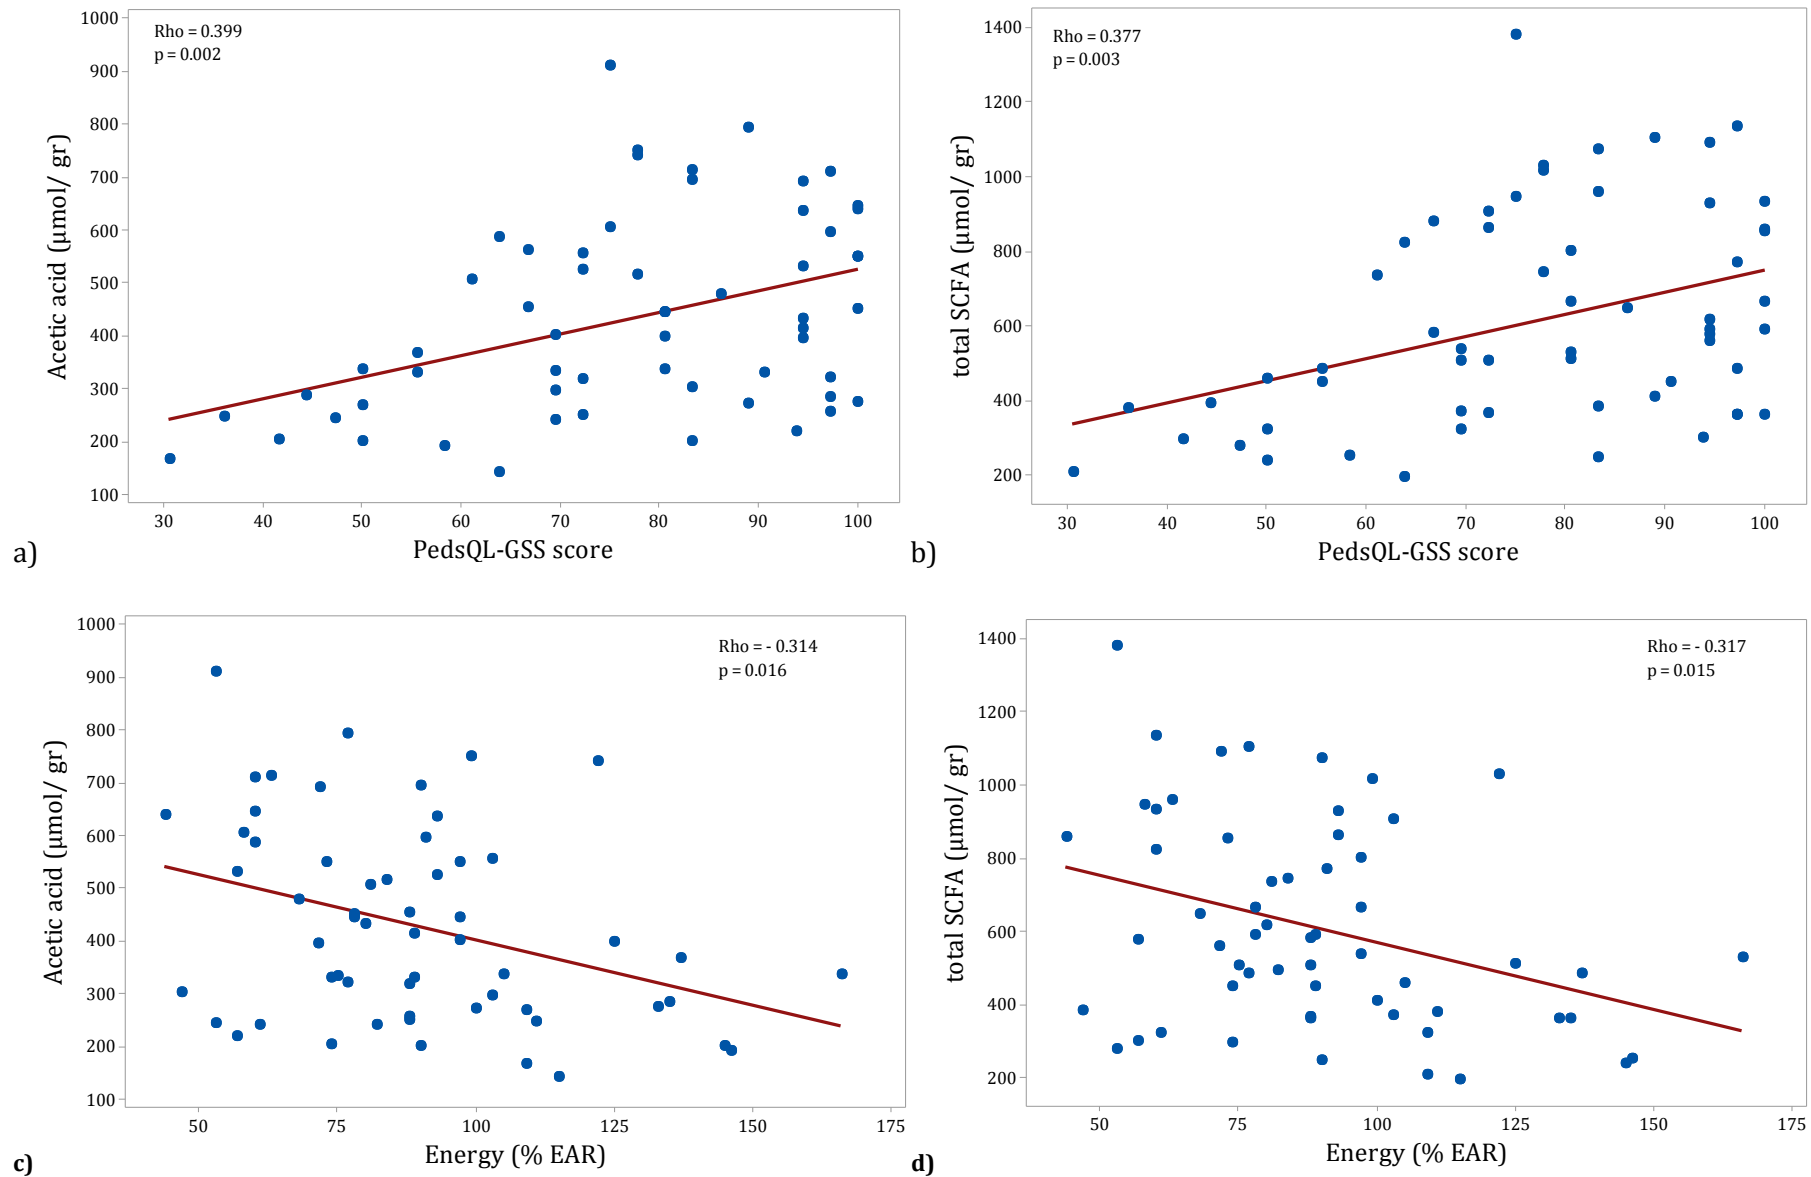 Rho = 0.399
p = 0.002
1000
900
800
700
600
500
400
300
200
100
Acetic acid (µmol/ gr)
30 40 50 60 70 80 90 100
PedsQL-GSS score
a)
Rho = 0.377
p = 0.003
1400
1200
1000
800
600
400
200
total SCFA (µmol/ gr)
30 40 50 60 70 80 90 100
PedsQL-GSS score
b)
Rho = - 0.314
p = 0.016
1000
900
800
700
600
500
400
300
200
100
Acetic acid (µmol/ gr)
50 75 100 125 150 175
Energy (% EAR)
c)
Rho = - 0.317
p = 0.015
1400
1200
1000
800
600
400
200
total SCFA (µmol/ gr)
50 75 100 125 150 175
Energy (% EAR)
d)